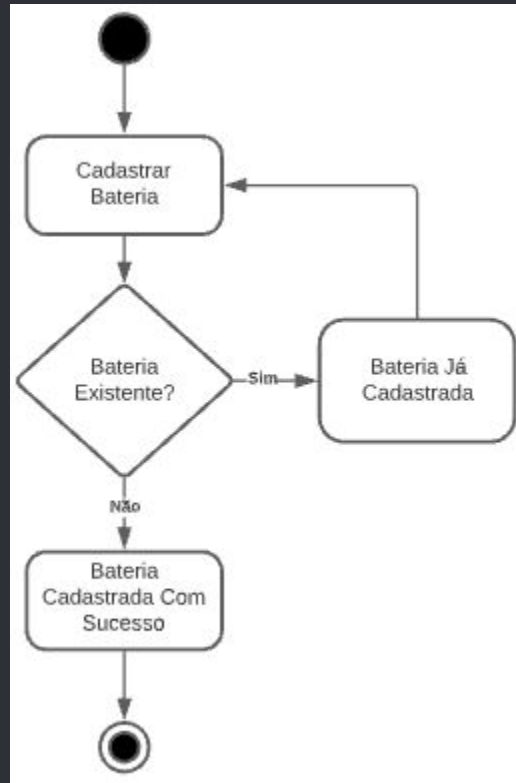 Cadastrar
Bateria
Bateria
Existente?
Sim
Bateria Já
Cadastrada
Não
Bateria
Cadastrada Com
Sucesso